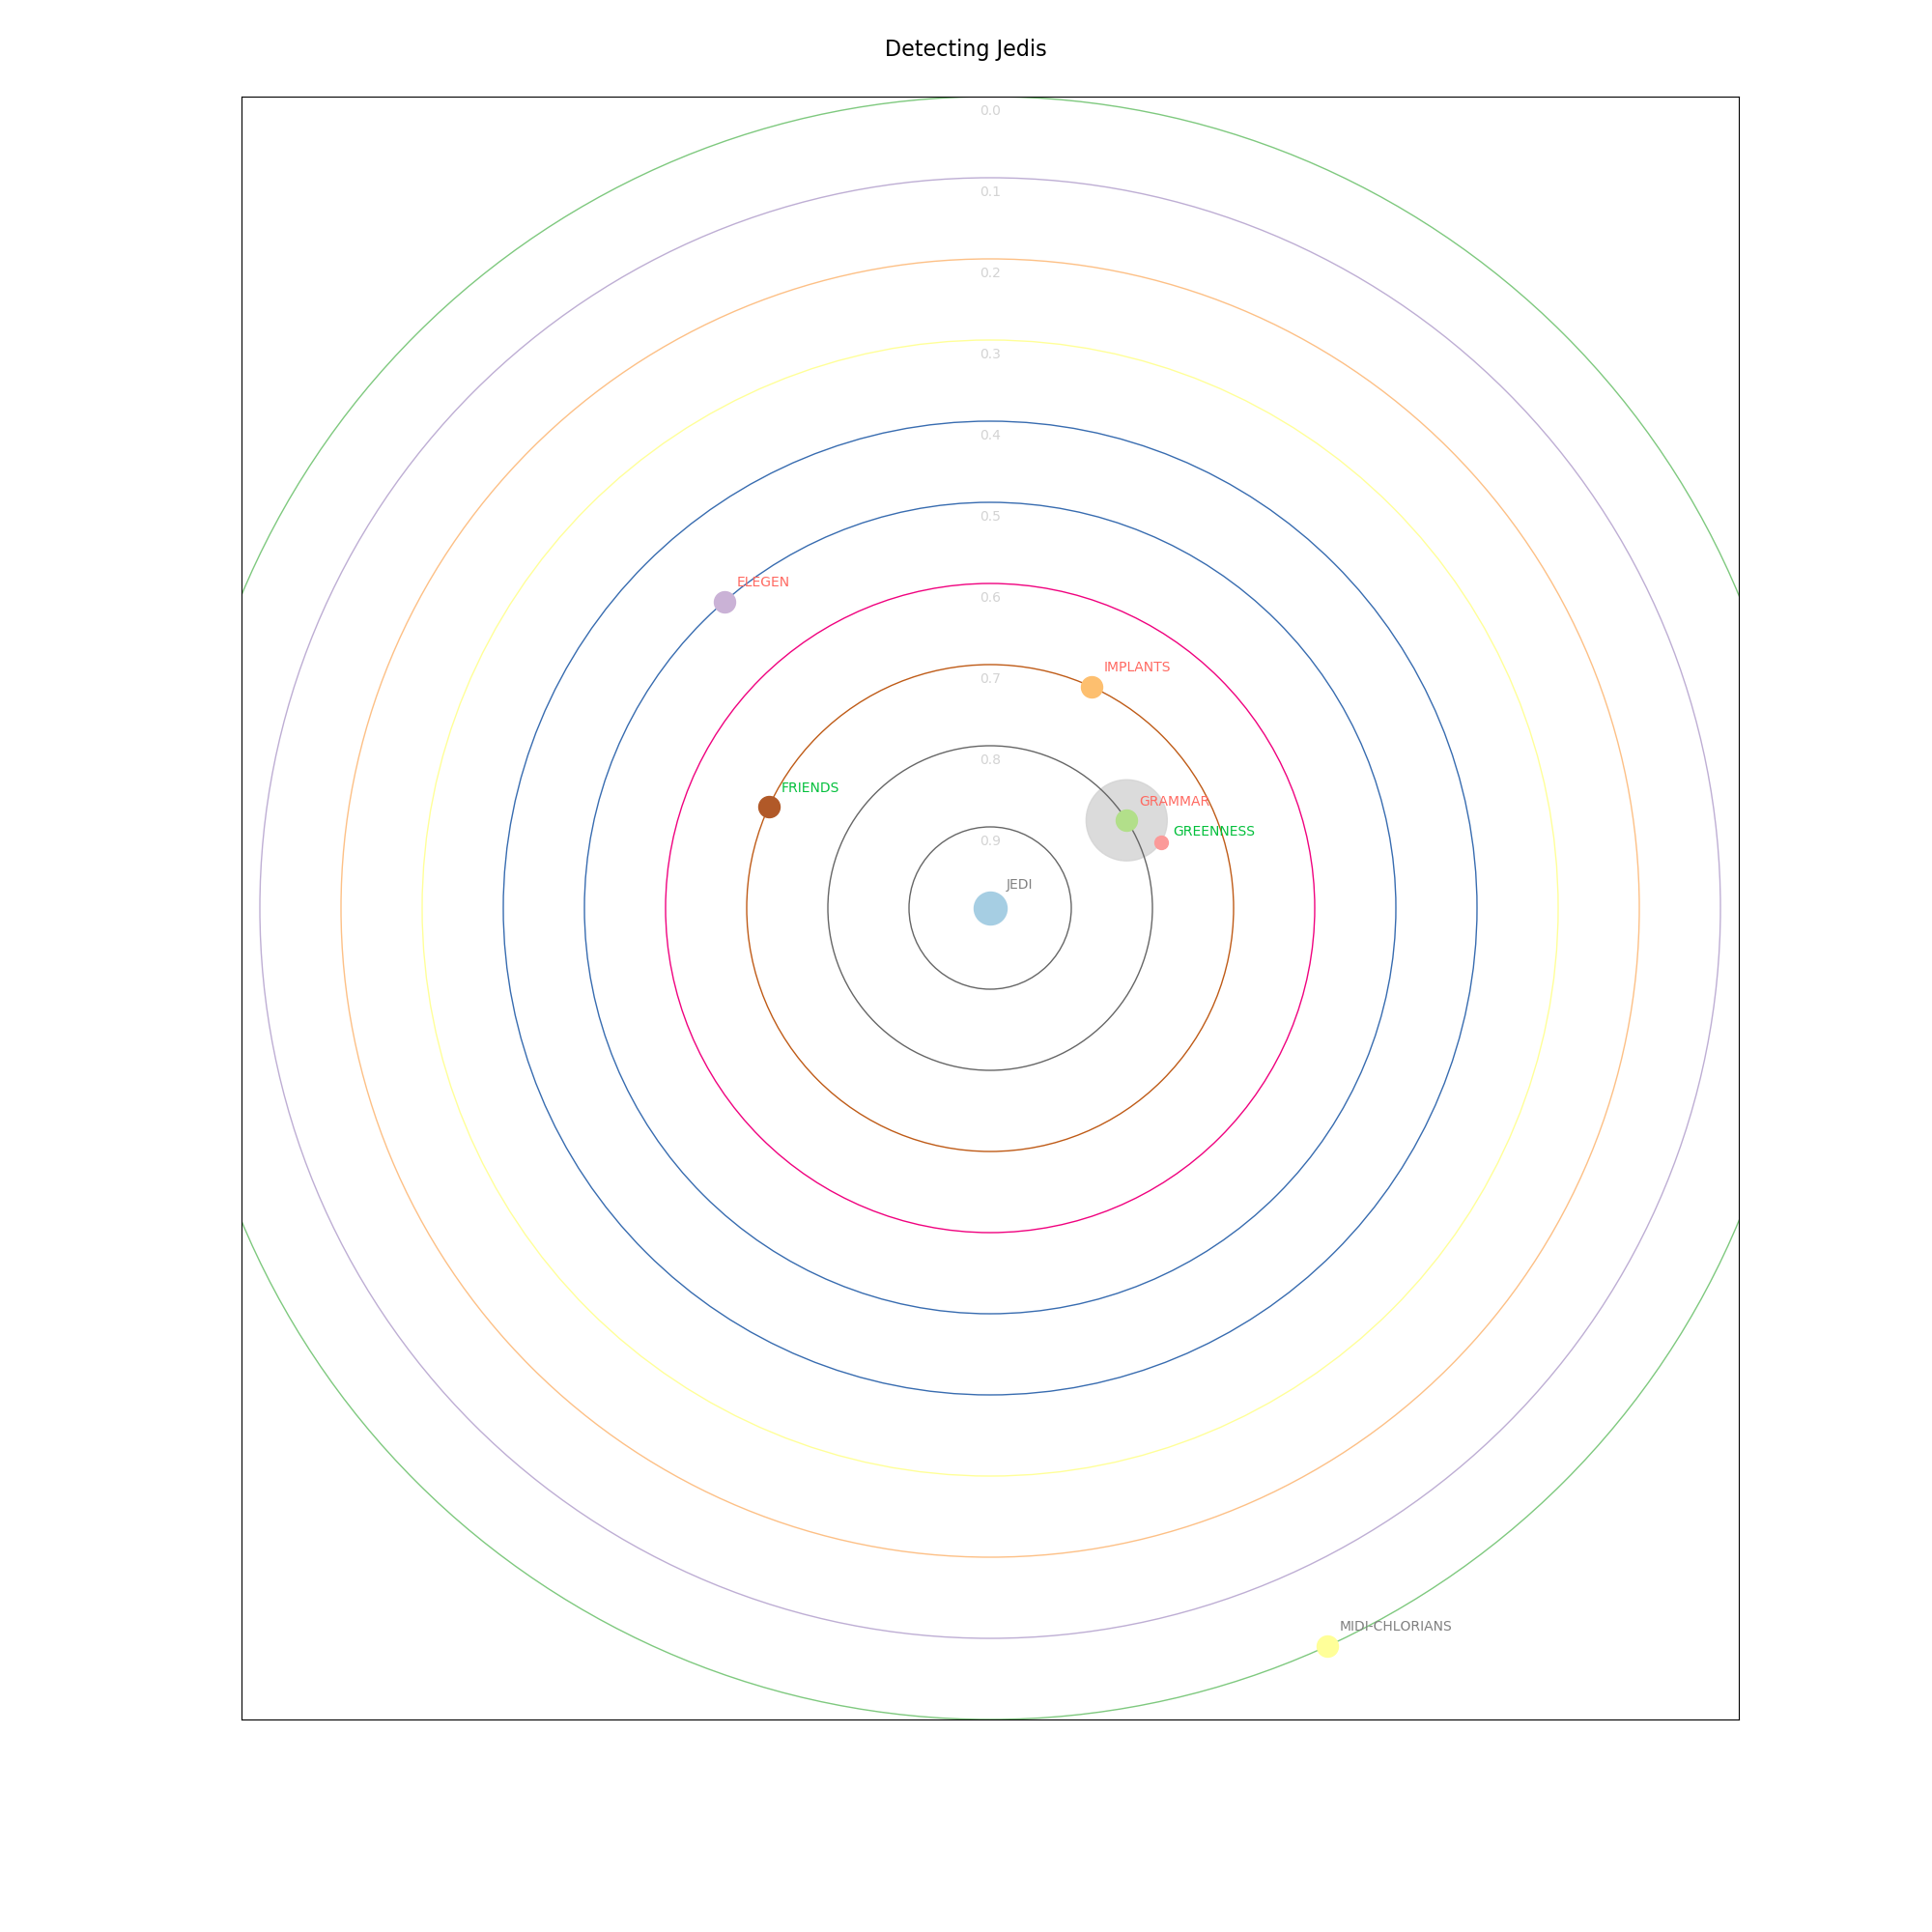 Detecting Jedis
0.0
0.1
0.2
0.3
0.4
0.5
ELEGEN
0.6
IMPLANTS
0.7
0.8
FRIENDS
GRAMMAR
GREENNESS
0.9
JEDI
MIDI-CHLORIANS